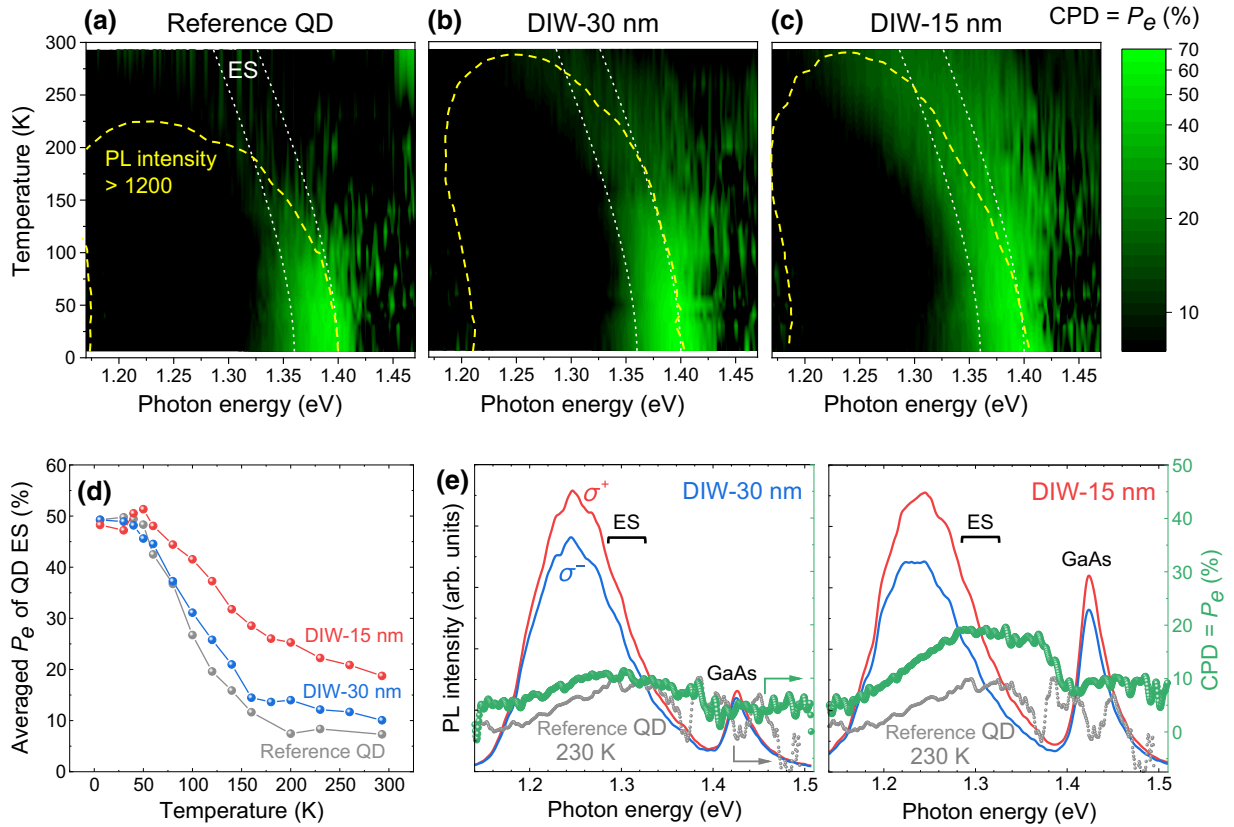 (a) Reference QD
(b) DIW-30 nm
(c) DIW-15 nm
CPD = Pe (%)
Temperature (K)
300
250
200
150
100
50
0
ES
PL intensity
> 1200
1.20 1.25 1.30 1.35 1.40 1.45
Photon energy (eV)
1.20 1.25 1.30 1.35 1.40 1.45
Photon energy (eV)
1.20 1.25 1.30 1.35 1.40 1.45
Photon energy (eV)
70
60
50
40
30
20
10
(d)
Averaged Pe of QD ES (%)
60
50
40
30
20
10
0
DIW-15 nm
DIW-30 nm
Reference QD
0 50 100 150 200 250 300
Temperature (K)
(e)
DIW-30 nm
PL intensity (arb. units)
σ+
σ−
ES
GaAs
Reference QD
230 K
1.2 1.3 1.4 1.5
Photon energy (eV)
DIW-15 nm
ES
GaAs
Reference QD
230 K
1.2 1.3 1.4 1.5
Photon energy (eV)
50
40
30
20
10
0
CPD = Pe (%)